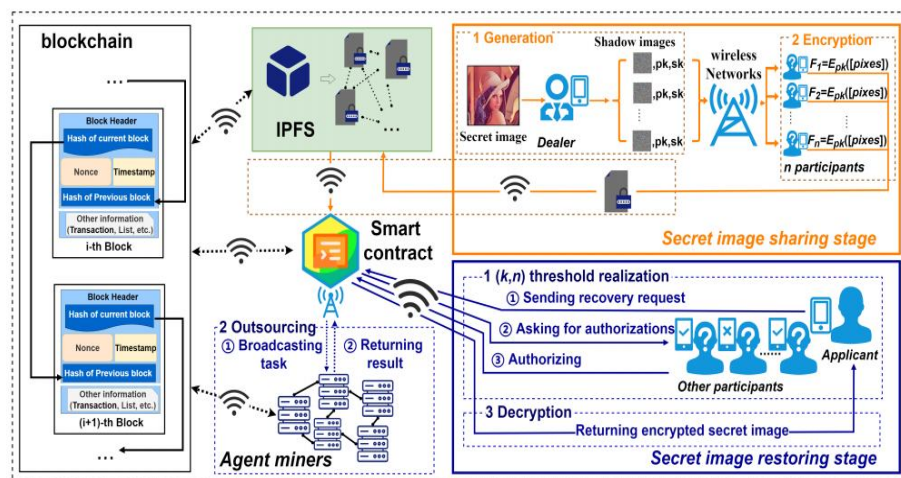 blockchain
...
Block Header
Hash of current block
Nonce
Timestamp
Hash of Previous block
Other information
(Transaction, List, etc.)
i-th Block
Block Header
Hash of current block
Nonce
Timestamp
Hash of Previous block
Other information
(Transaction, List, etc.)
(i+1)-th Block
...
IPFS
...
Smart
contract
2 Outsourcing
① Broadcasting
task
② Returning
result
Agent miners
1 Generation
Secret image
Dealer
Shadow images
,pk,sk
,pk,sk
,pk,sk
wireless
Networks
2 Encryption
F1=Epk([pixes])
F2=Epk([pixes])
Fn=Epk([pixes])
n participants
Secret image sharing stage
1 (k,n) threshold realization
① Sending recovery request
② Asking for authorizations
③ Authorizing
......
Other participants
Applicant
3 Decryption
Returning encrypted secret image
Secret image restoring stage